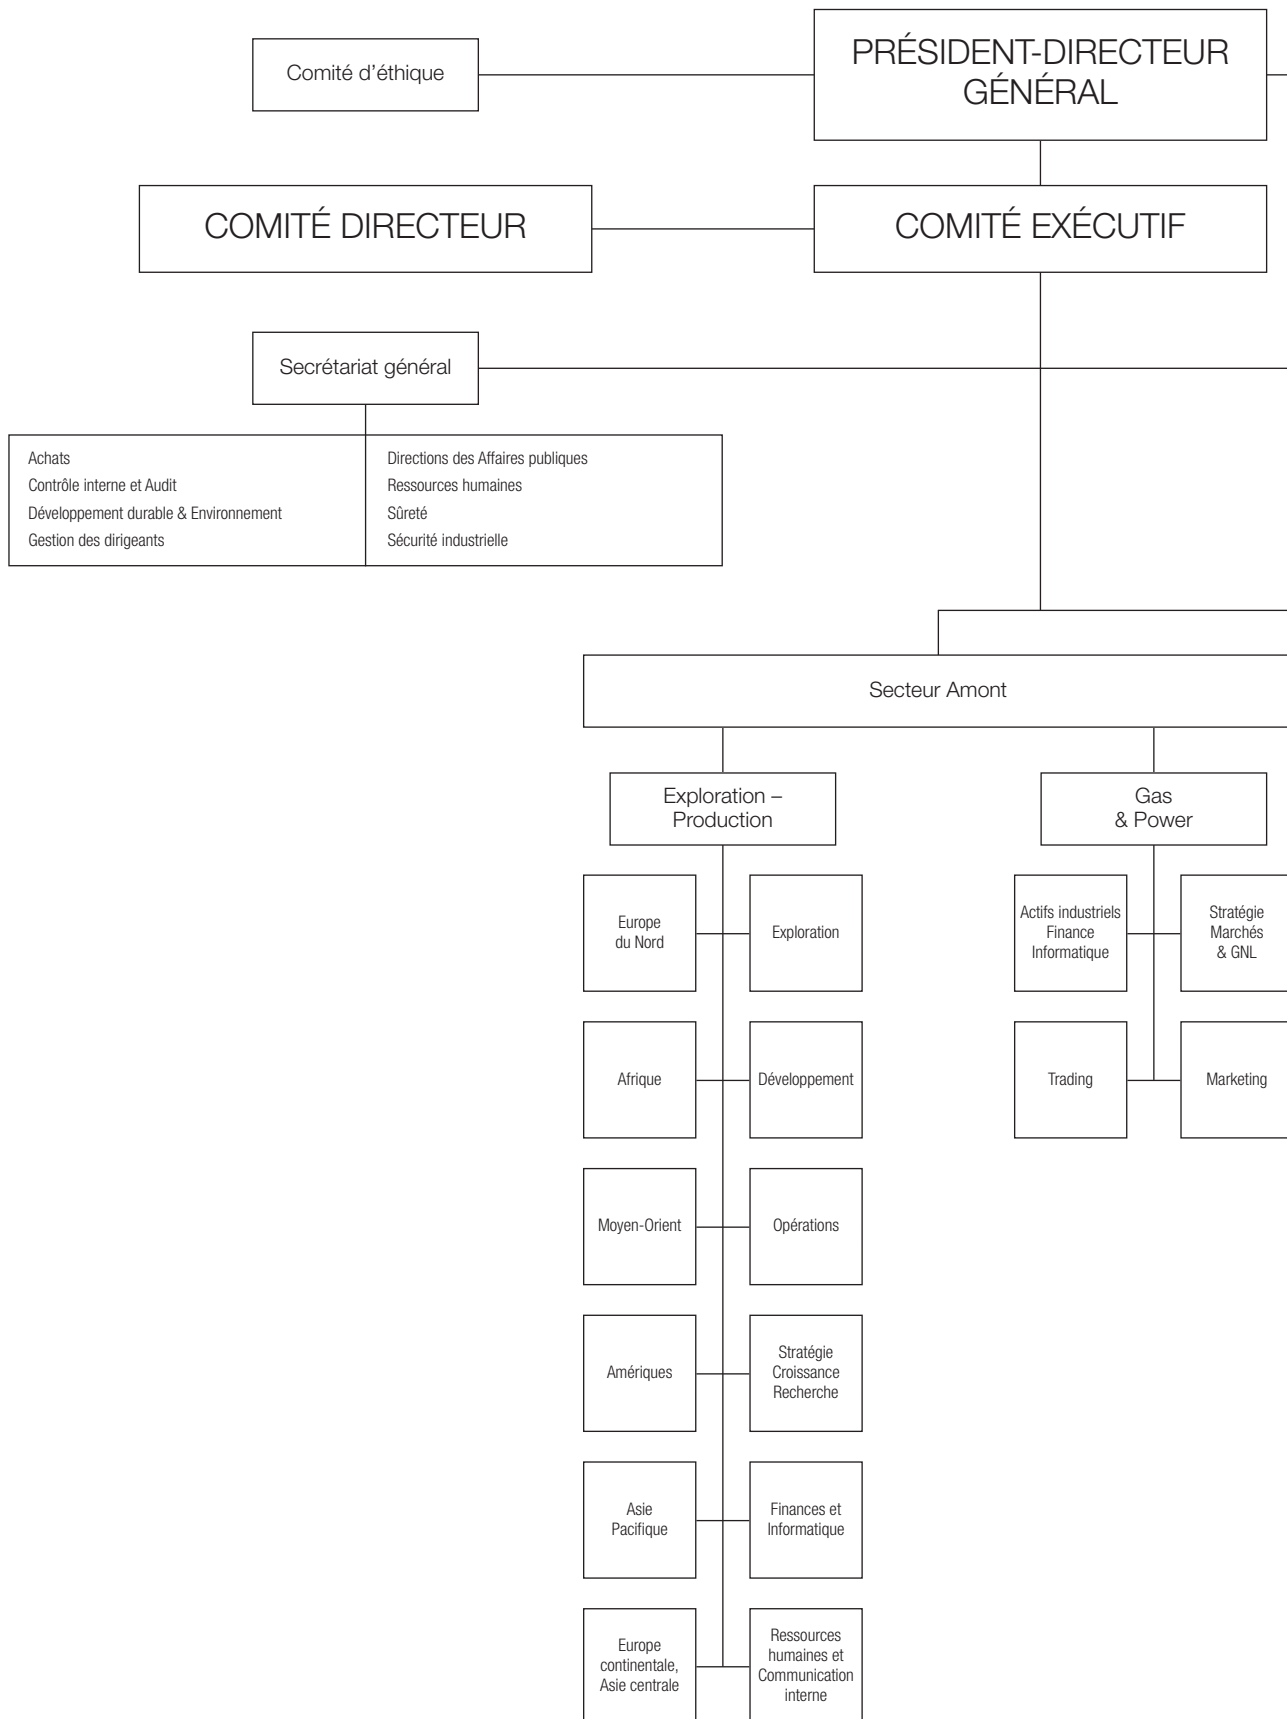 Comité d'éthique
PRÉSIDENT-DIRECTEUR
GÉNÉRAL
COMITÉ DIRECTEUR
COMITÉ EXÉCUTIF
Secrétariat général
Achats
Contrôle interne et Audit
Développement durable & Environnement
Gestion des dirigeants
Directions des Affaires publiques
Ressources humaines
Sûreté
Sécurité industrielle
Secteur Amont
Exploration –
Production
Gas
& Power
Europe
du Nord
Exploration
Actifs industriels
Finance
Informatique
Stratégie
Marchés
& GNL
Afrique
Développement
Trading
Marketing
Moyen-Orient
Opérations
Amériques
Stratégie
Croissance
Recherche
Asie
Pacifique
Finances et
Informatique
Europe
continentale,
Asie centrale
Ressources
humaines et
Communication
interne